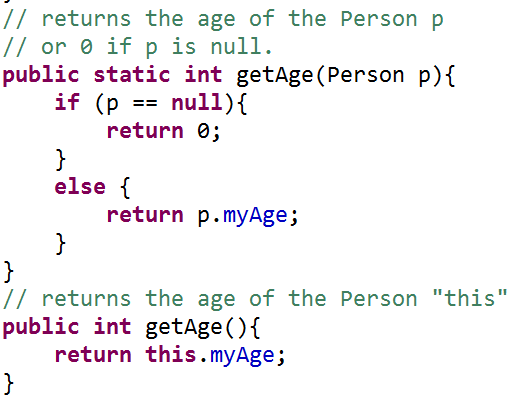 // returns the age of the Person p
// or 0 if p is null.
public static int getAge(Person p){
    if (p == null){
        return 0;
    }
    else {
        return p.myAge;
    }
}
// returns the age of the Person "this"
public int getAge(){
    return this.myAge;
}